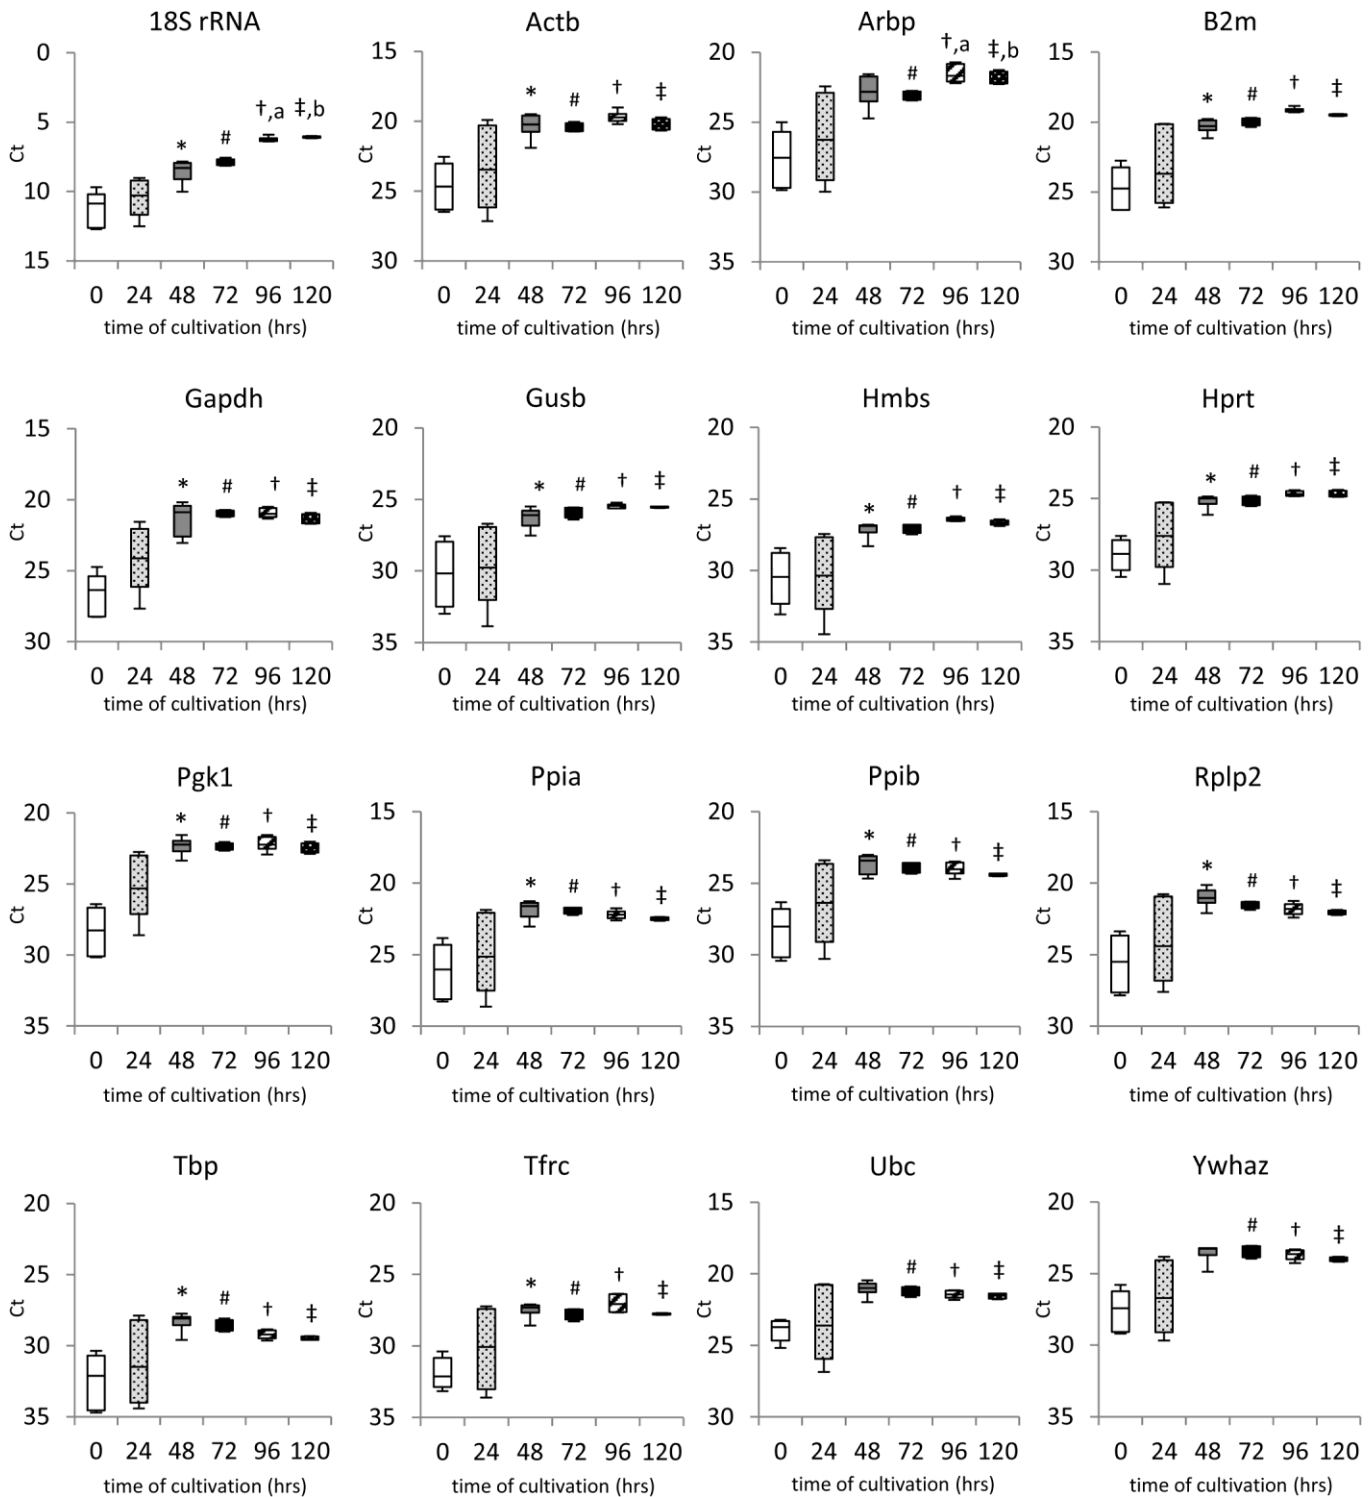 18S rRNA Actb Arbp B2m
0 15 20 15
5 20 25 20
10 25 30 25
15 30 35 30
Ct Ct Ct Ct
* # †,a ‡,b * # † ‡ # †,a ‡,b * # † ‡
0 24 48 72 96 120 0 24 48 72 96 120 0 24 48 72 96 120 0 24 48 72 96 120
time of cultivation (hrs) time of cultivation (hrs) time of cultivation (hrs) time of cultivation (hrs)
Gapdh Gusb Hmbs Hprt
15 20 20 20
20 25 25 25
25 30 30 30
30 35 35 35
Ct Ct Ct Ct
* # † ‡ * # † ‡ * # † ‡ * # † ‡
0 24 48 72 96 120 0 24 48 72 96 120 0 24 48 72 96 120 0 24 48 72 96 120
time of cultivation (hrs) time of cultivation (hrs) time of cultivation (hrs) time of cultivation (hrs)
Pgk1 Ppia Ppib Rplp2
20 15 20 15
25 20 25 20
30 25 30 25
35 30 35 30
Ct Ct Ct Ct
* # † ‡ * # † ‡ * # † ‡ * # † ‡
0 24 48 72 96 120 0 24 48 72 96 120 0 24 48 72 96 120 0 24 48 72 96 120
time of cultivation (hrs) time of cultivation (hrs) time of cultivation (hrs) time of cultivation (hrs)
Tbp Tfrc Ubc Ywhaz
20 20 15 20
25 25 20 25
30 30 25 30
35 35 30 35
Ct Ct Ct Ct
* # † ‡ * # † ‡ # † ‡ # † ‡
0 24 48 72 96 120 0 24 48 72 96 120 0 24 48 72 96 120 0 24 48 72 96 120
time of cultivation (hrs) time of cultivation (hrs) time of cultivation (hrs) time of cultivation (hrs)